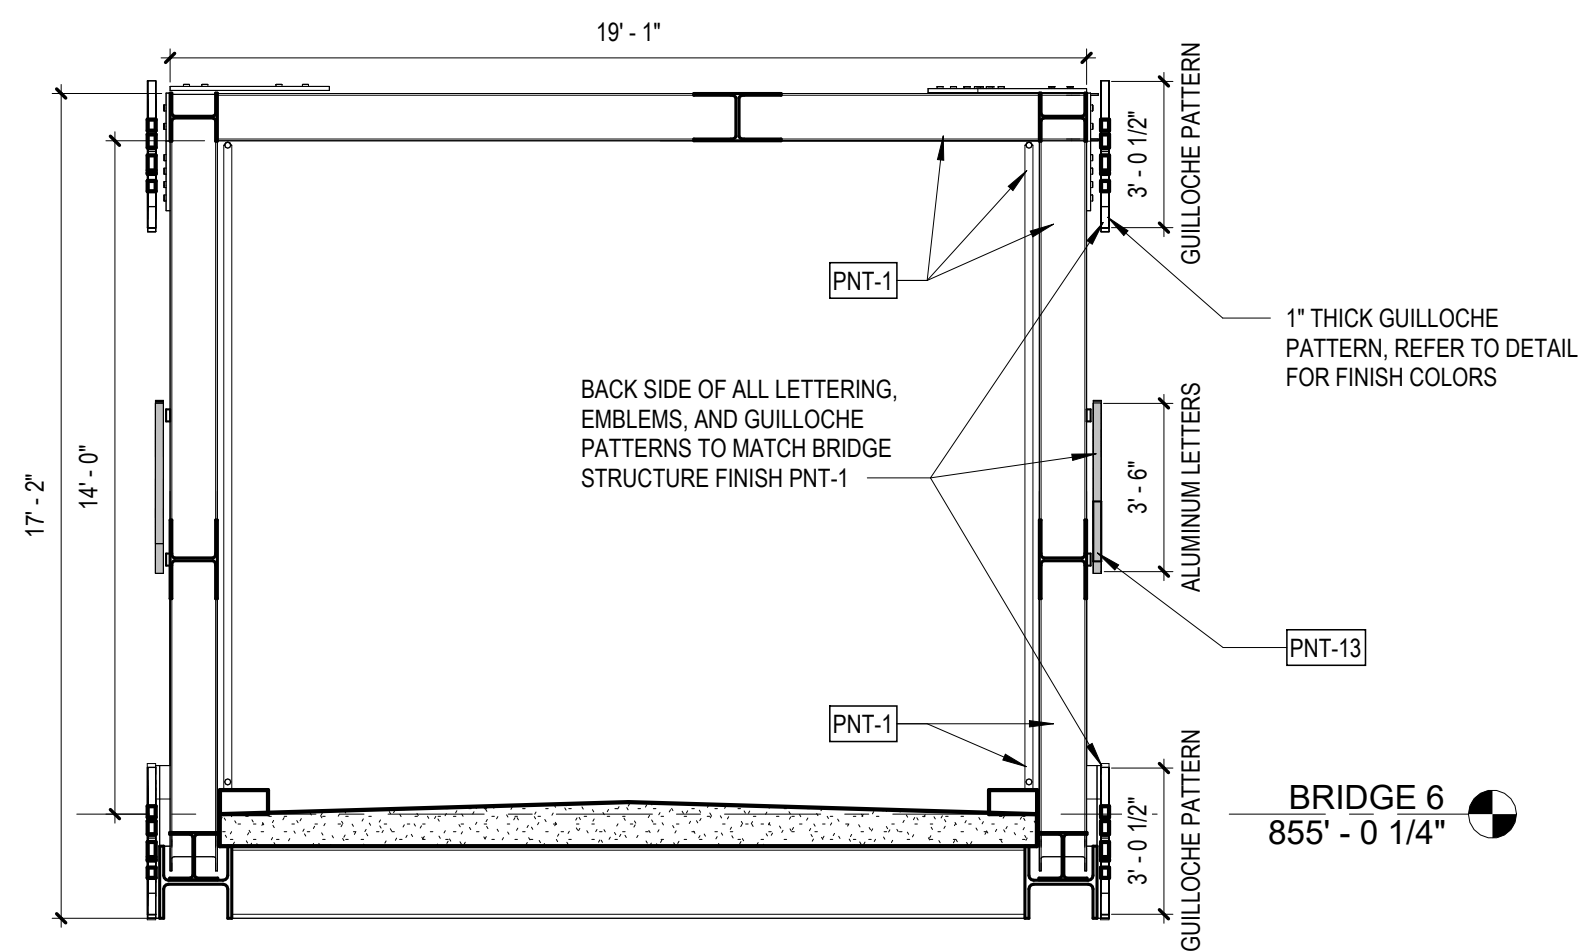 19' - 1"
GUILLOCHE PATTERN
3' - 0 1/2"
PNT-1
1" THICK GUILLOCHE
PATTERN, REFER TO DETAIL
FOR FINISH COLORS
BACK SIDE OF ALL LETTERING,
EMBLEMS, AND GUILLOCHE
PATTERNS TO MATCH BRIDGE
STRUCTURE FINISH PNT-1
17' - 2"
14' - 0"
3' - 6"
ALUMINUM LETTERS
PNT-13
PNT-1
3' - 0 1/2"
GUILLOCHE PATTERN
BRIDGE 6
855' - 0 1/4"